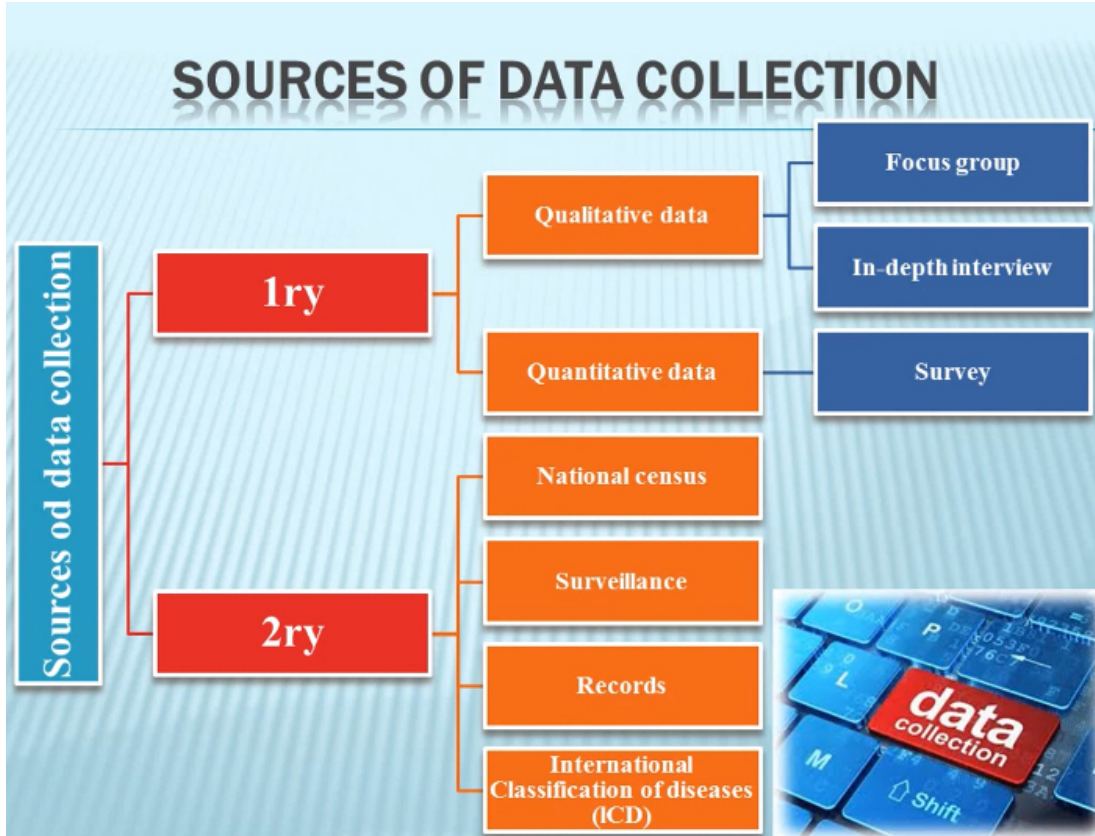 SOURCES OF DATA COLLECTION
Sources od data collection
1ry
Qualitative data
Focus group
In-depth interview
Quantitative data
Survey
2ry
National census
Surveillance
Records
International
Classification of diseases
(ICD)
data
collection
O
P
L
M
Shift